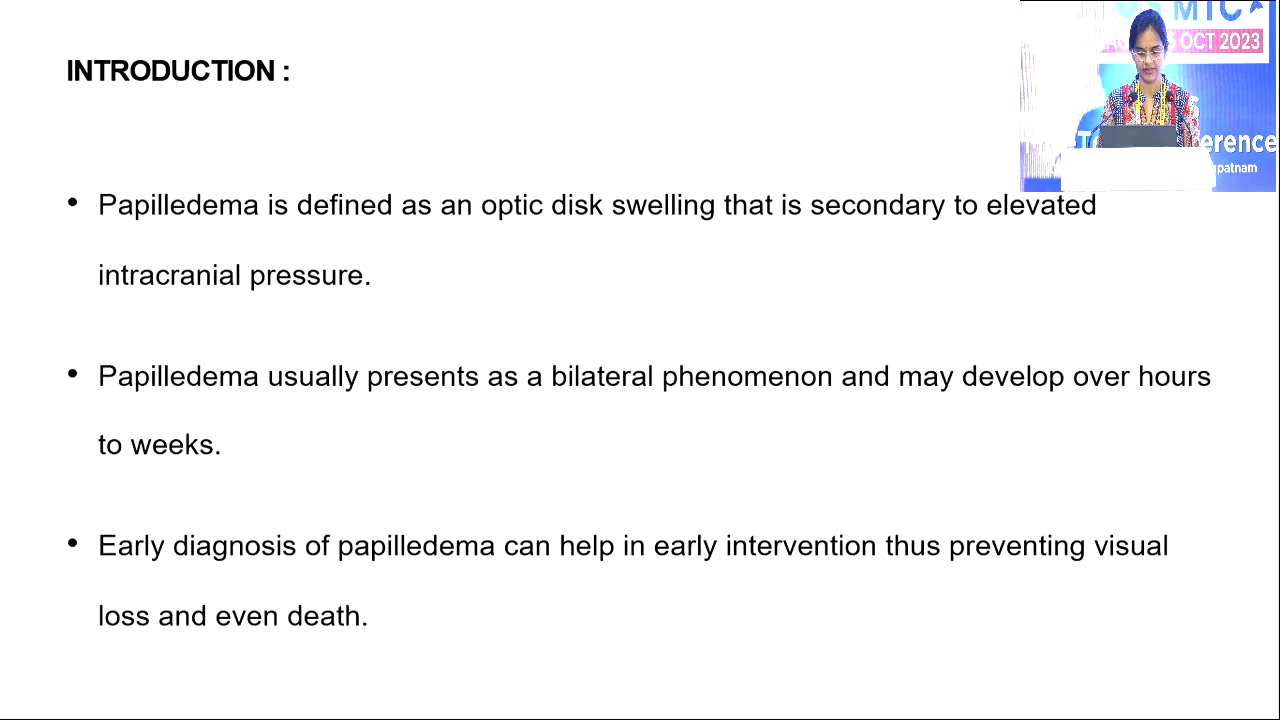 INTRODUCTION :
MTC
OCT 2023
erence
patnam
• Papilledema is defined as an optic disk swelling that is secondary to elevated
intracranial pressure.
• Papilledema usually presents as a bilateral phenomenon and may develop over hours
to weeks.
• Early diagnosis of papilledema can help in early intervention thus preventing visual
loss and even death.